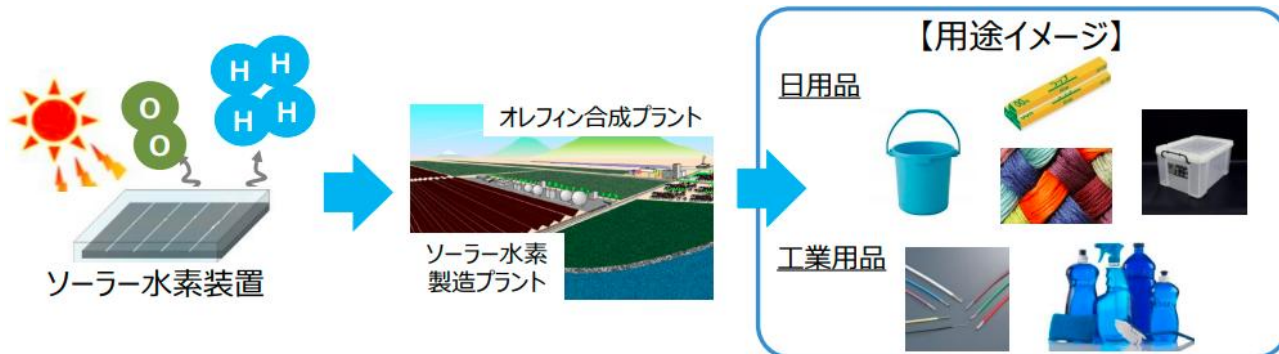 【用途イメージ】
日用品
O
O
H
H
H
H
オレフィン合成プラント
ソーラー水素
製造プラント
ソーラー水素装置
工業用品